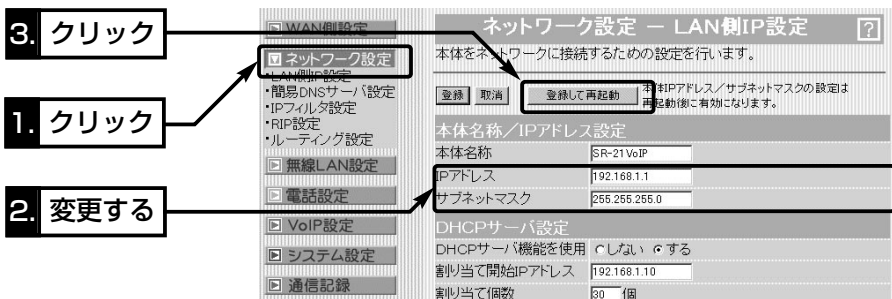 3. クリック
1. クリック
2. 変更する
WAN側設定
ネットワーク設定
・LAN側IP設定
・簡易DNSサーバ設定
・IPフィルタ設定
・RIP設定
・ルーティング設定
無線LAN設定
電話設定
VoIP設定
システム設定
通信記録
ネットワーク設定 － LAN側IP設定 ?
本体をネットワークに接続するための設定を行います。
登録 取消 登録して再起動 本体IPアドレス／サブネットマスクの設定は
再起動後に有効になります。
本体名称／IPアドレス設定
本体名称 SR-21VoIP
IPアドレス 192.168.1.1
サブネットマスク 255.255.255.0
DHCPサーバ設定
DHCPサーバ機能を使用 しない する
割り当て開始IPアドレス 192.168.1.10
割り当て個数 30 個